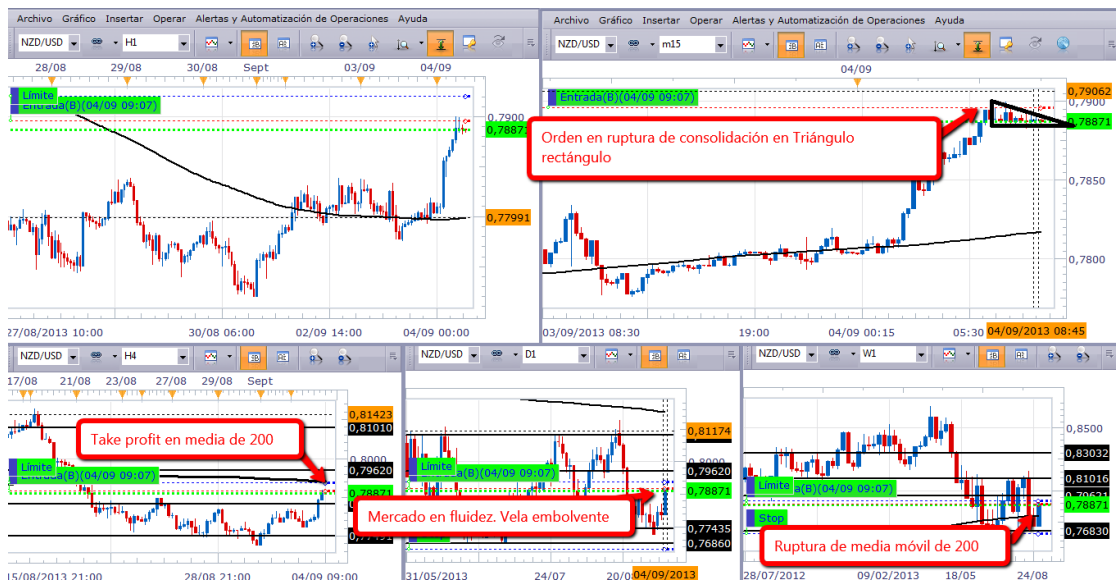 Archivo Gráfico Insertar Operar Alertas y Automatización de Operaciones Ayuda
NZD/USD H1
28/08 29/08 30/08 Sept 03/09 04/09
Límite
Entrada(B)(04/09 09:07)
0,7900
0,78871
0,77991
27/08/2013 10:00 30/08 06:00 02/09 14:00 04/09 00:00
Archivo Gráfico Insertar Operar Alertas y Automatización de Operaciones Ayuda
NZD/USD m15
04/09
0,79062
Entrada(B)(04/09 09:07)
0,7900
0,78871
Orden en ruptura de consolidación en Triángulo
rectángulo
0,7850
0,7800
03/09/2013 08:30 19:00 04/09 00:15 05:30 04/09/2013 08:45
NZD/USD H4
17/08 21/08 23/08 27/08 29/08 Sept
0,81423
0,81010
Take profit en media de 200
0,8000
0,79620
Límite
Entrada(B)(04/09 09:07)
0,78871
15/08/2013 21:00 28/08 21:00 04/09 09:00
NZD/USD D1
0,81174
0,8000
0,79620
Límite
(B)(04/09 09:07)
0,78871
Mercado en fluidez. Vela embolvente
0,77435
0,76860
31/05/2013 24/07 04/09/2013
NZD/USD W1
0,8500
0,83032
0,81016
Límite
a(B)(04/09 09:07)
0,78871
Stop
0,76830
Ruptura de media móvil de 200
28/07/2012 09/02/2013 18/05 24/08